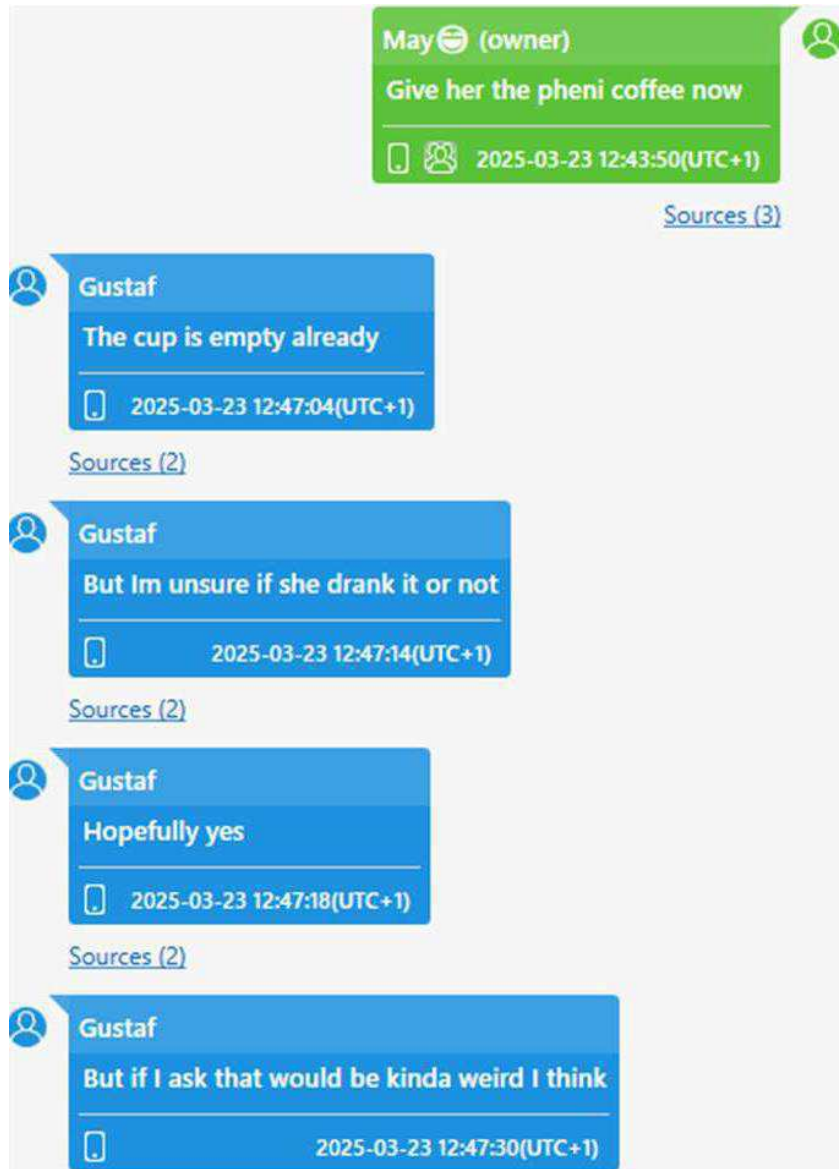 May😄 (owner)
Give her the pheni coffee now
2025-03-23 12:43:50(UTC+1)
Sources (3)
Gustaf
The cup is empty already
2025-03-23 12:47:04(UTC+1)
Sources (2)
Gustaf
But Im unsure if she drank it or not
2025-03-23 12:47:14(UTC+1)
Sources (2)
Gustaf
Hopefully yes
2025-03-23 12:47:18(UTC+1)
Sources (2)
Gustaf
But if I ask that would be kinda weird I think
2025-03-23 12:47:30(UTC+1)